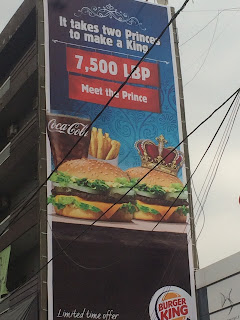 It takes two Princes
to make a King
7,500 LBP
Meet the Prince
Coca-Cola
Limited time offer
BURGER
KING